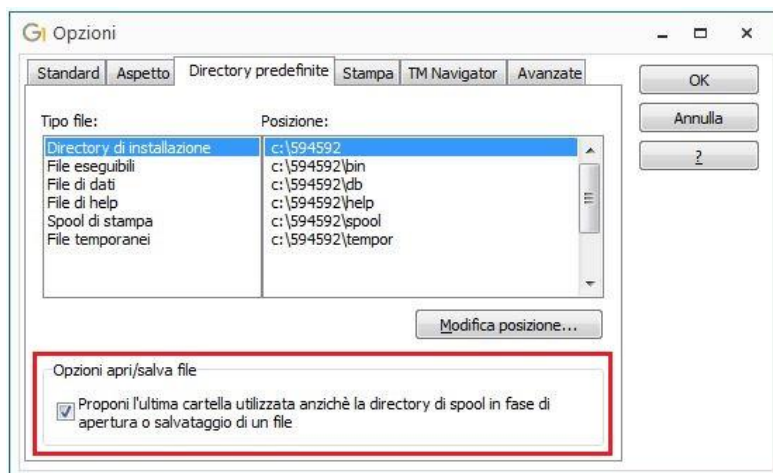 GI Opzioni
Standard Aspetto Directory predefinite Stampa TM Navigator Avanzate
OK
Annulla
?
Tipo file: Posizione:
Directory di installazione c:\594592
File eseguibili c:\594592\bin
File di dati c:\594592\db
File di help c:\594592\help
Spool di stampa c:\594592\spool
File temporanei c:\594592\tempor
Modifica posizione...
Opzioni apri/salva file
Proponi l'ultima cartella utilizzata anzichè la directory di spool in fase di
apertura o salvataggio di un file